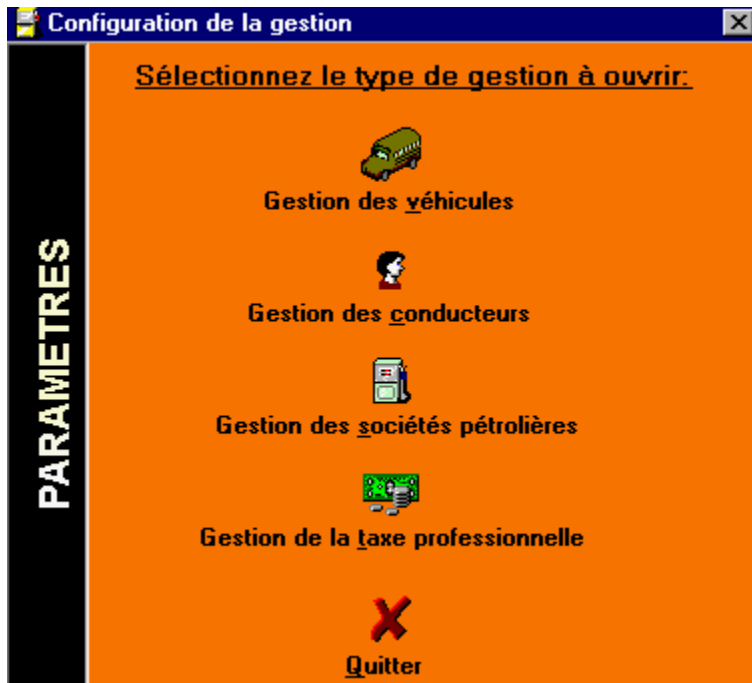 Configuration de la gestion
Sélectionnez le type de gestion à ouvrir:
PARAMETRES
Gestion des véhicules
Gestion des conducteurs
Gestion des sociétés pétrolières
Gestion de la taxe professionnelle
Quitter